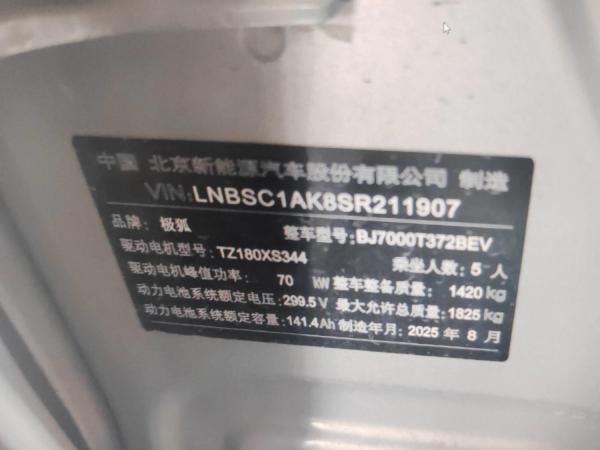 中国 北京新能源汽车股份有限公司 制造
VIN:LNBSC1AK8SR211907
品牌: 极狐 整车型号:BJ7000T372BEV
驱动电机型号:TZ180XS344 乘坐人数: 5 人
驱动电机峰值功率: 70 kW 整车整备质量: 1420 kg
动力电池系统额定电压:299.5 V 最大允许总质量:1825 kg
动力电池系统额定容量:141.4 Ah 制造年月: 2025 年 8 月